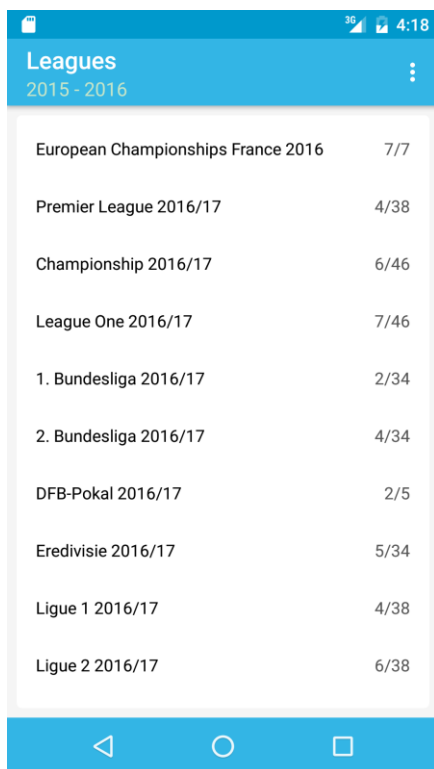 3G 4:18
Leagues
2015 - 2016
European Championships France 2016 7/7
Premier League 2016/17 4/38
Championship 2016/17 6/46
League One 2016/17 7/46
1. Bundesliga 2016/17 2/34
2. Bundesliga 2016/17 4/34
DFB-Pokal 2016/17 2/5
Eredivisie 2016/17 5/34
Ligue 1 2016/17 4/38
Ligue 2 2016/17 6/38